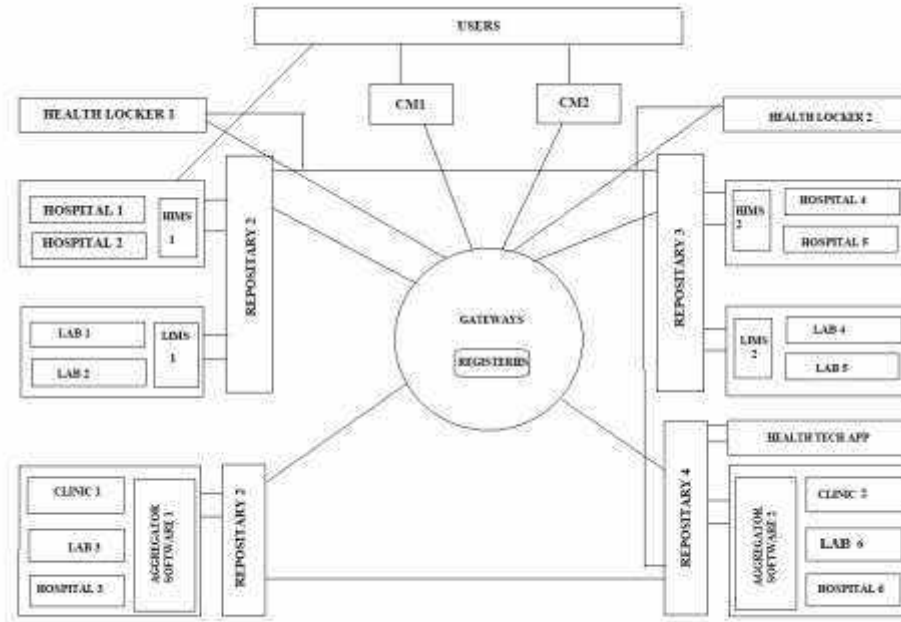 USERS
CM1
CM2
HEALTH LOCKER 1
HEALTH LOCKER 2
HOSPITAL 1
HOSPITAL 2
HIMS
1
REPOSITARY 2
REPOSITARY 3
HIMS
2
HOSPITAL 4
HOSPITAL 5
GATEWAYS
REGISTERIES
LAB 1
LAB 2
LIMS
1
LIMS
2
LAB 4
LAB 5
HEALTH TECH APP
CLINIC 1
LAB 3
HOSPITAL 3
AGGREGATOR
SOFTWARE 1
REPOSITARY 2
REPOSITARY 4
AGGREGATOR
SOFTWARE 2
CLINIC 2
LAB 6
HOSPITAL 6